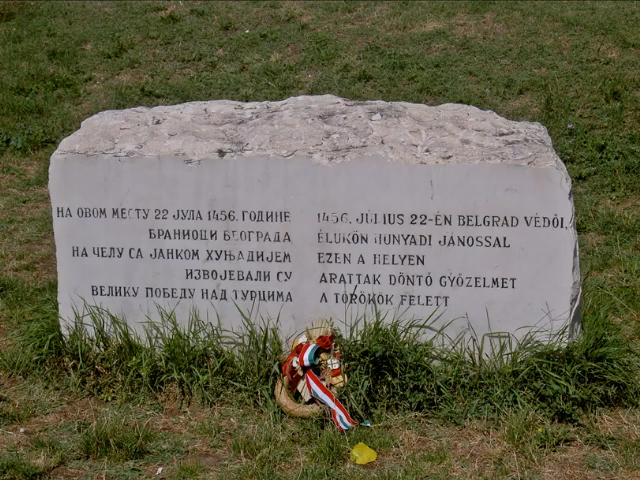 НА ОВОМ МЕСТУ 22 ЈУЛА 1456. ГОДИНЕ
БРАНИОЦИ БЕОГРАДА
НА ЧЕЛУ СА ЈАНКОМ ХУЊАДИЈЕМ
ИЗВОЈЕВАЛИ СУ
ВЕЛИКУ ПОБЕДУ НАД ТУРЦИМА
1456. JÚLIUS 22-ÉN BELGRAD VÉDŐI,
ÉLÜKÖN HUNYADI JÁNOSSAL
EZEN A HELYEN
ARATTAK DÖNTŐ GYŐZELMET
A TÖRÖKÖK FELETT